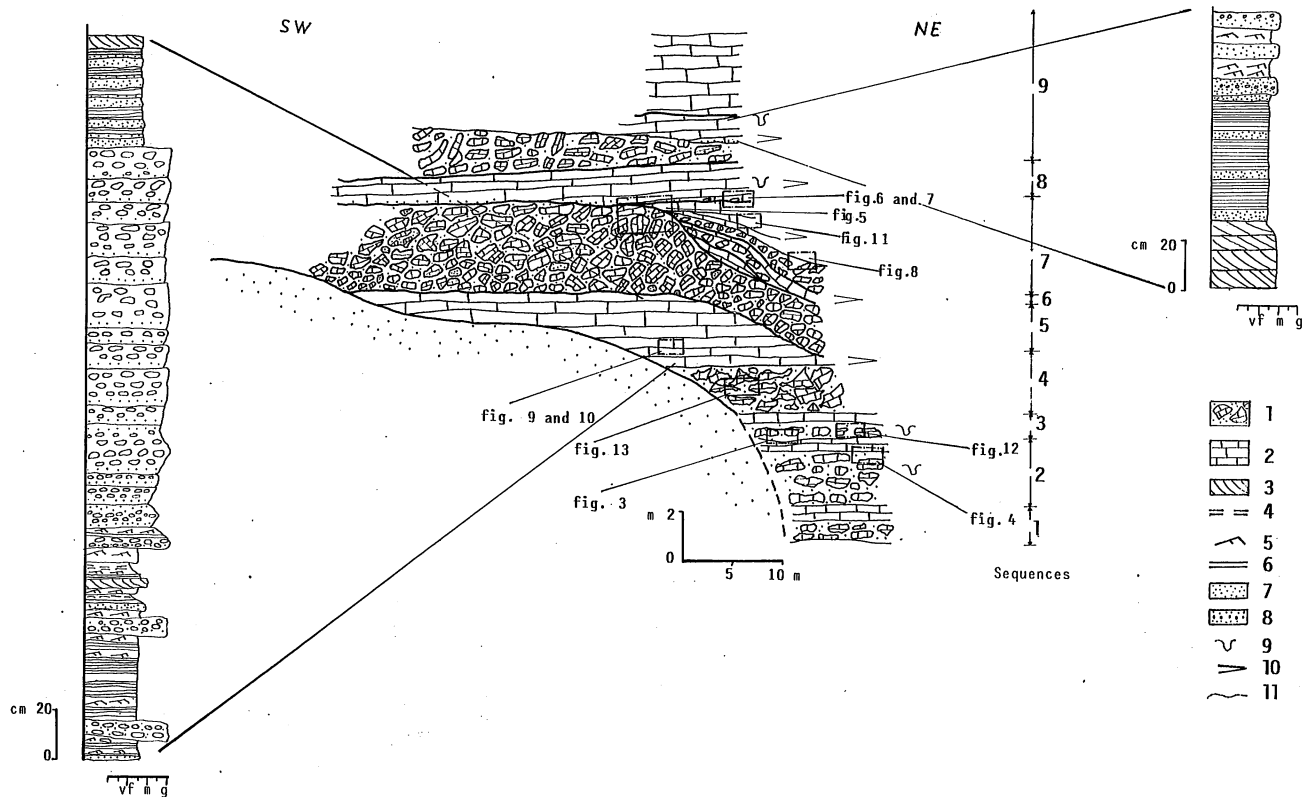 SW
NE
9
8
7
6
5
4
3
2
1
fig.6 and 7
fig.5
fig.11
fig.8
fig. 9 and 10
fig. 13
fig. 3
fig.12
fig. 4
m 2
0
5 10 m
Sequences
cm 20
0
vf m g
cm 20
0
vf m g
1
2
3
4
5
6
7
8
9
10
11